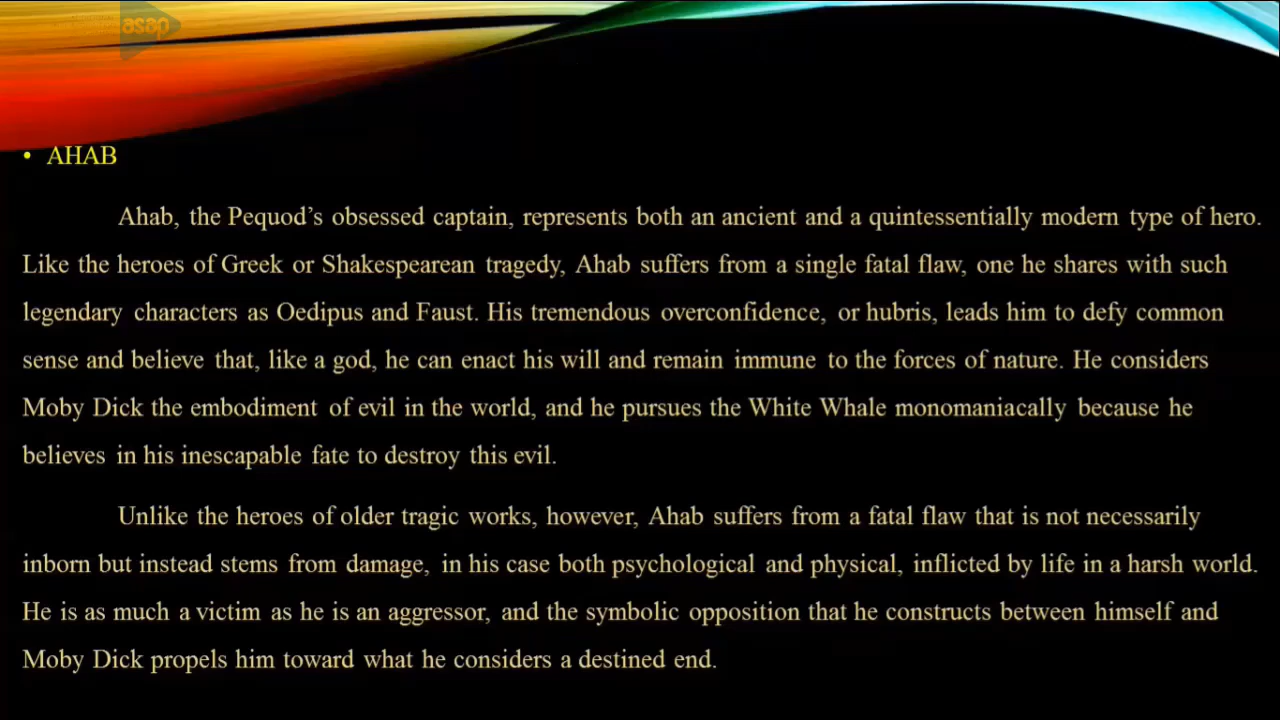 asap
• AHAB
Ahab, the Pequod’s obsessed captain, represents both an ancient and a quintessentially modern type of hero.
Like the heroes of Greek or Shakespearean tragedy, Ahab suffers from a single fatal flaw, one he shares with such
legendary characters as Oedipus and Faust. His tremendous overconfidence, or hubris, leads him to defy common
sense and believe that, like a god, he can enact his will and remain immune to the forces of nature. He considers
Moby Dick the embodiment of evil in the world, and he pursues the White Whale monomaniacally because he
believes in his inescapable fate to destroy this evil.
Unlike the heroes of older tragic works, however, Ahab suffers from a fatal flaw that is not necessarily
inborn but instead stems from damage, in his case both psychological and physical, inflicted by life in a harsh world.
He is as much a victim as he is an aggressor, and the symbolic opposition that he constructs between himself and
Moby Dick propels him toward what he considers a destined end.